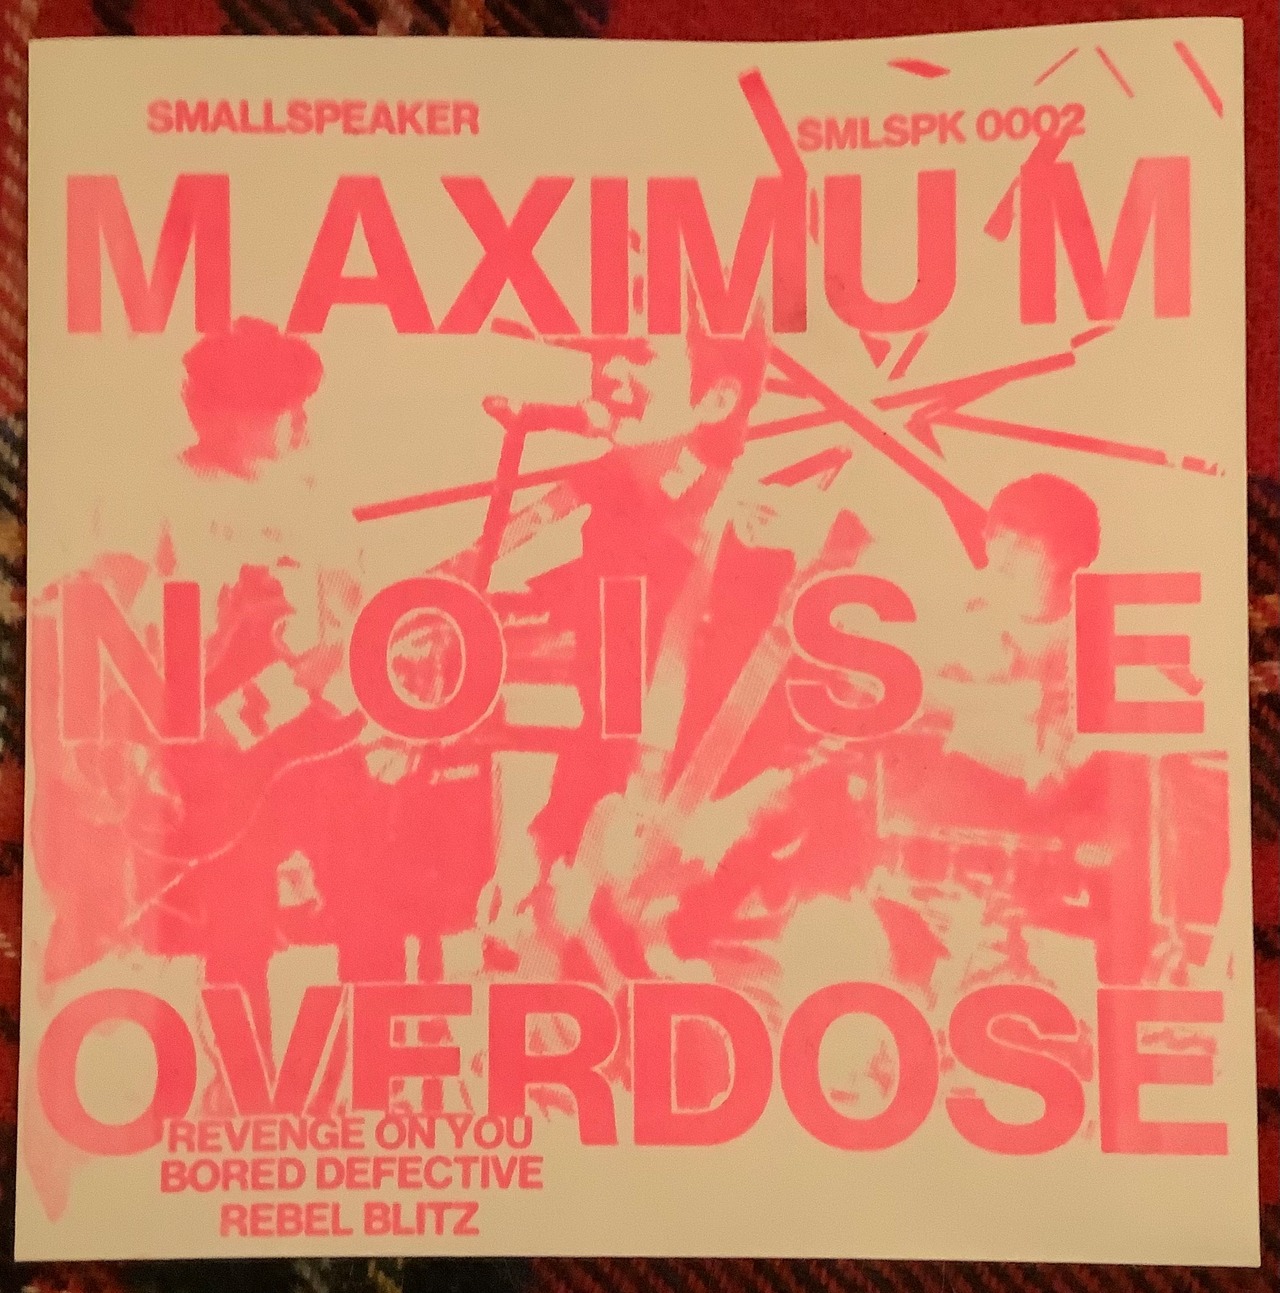 SMALLSPEAKER
SMLSPK 0002
MAXIMUM
NOISE
OVERDOSE
REVENGE ON YOU
BORED DEFECTIVE
REBEL BLITZ